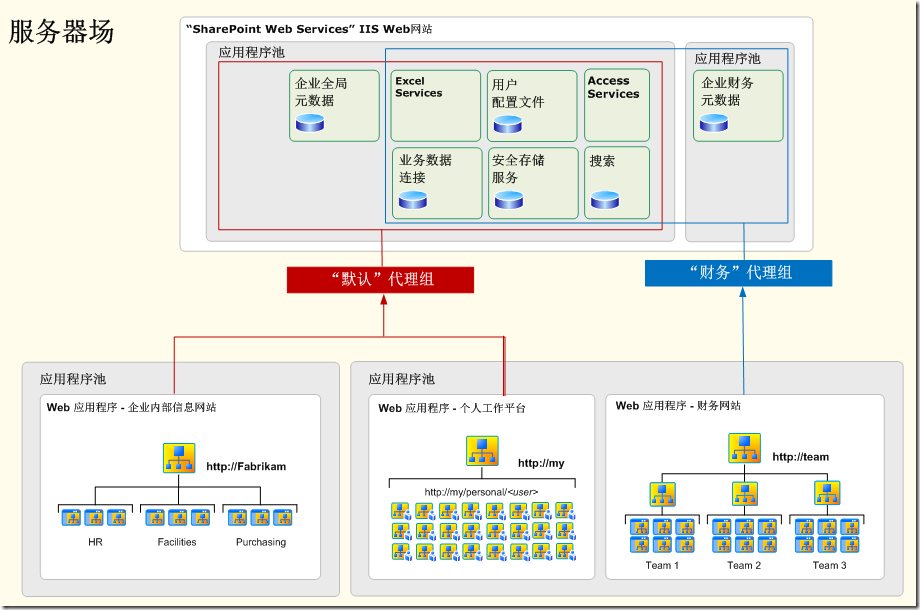 服务器场
“SharePoint Web Services” IIS Web网站
应用程序池
应用程序池
企业全局
元数据
Excel
Services
用户
配置文件
Access
Services
企业财务
元数据
业务数据
连接
安全存储
服务
搜索
“默认”代理组
“财务”代理组
应用程序池
应用程序池
Web 应用程序 - 企业内部信息网站
Web 应用程序 - 个人工作平台
Web 应用程序 - 财务网站
http://Fabrikam
http://my
http://team
http://my/personal/<user>
HR
Facilities
Purchasing
Team 1
Team 2
Team 3